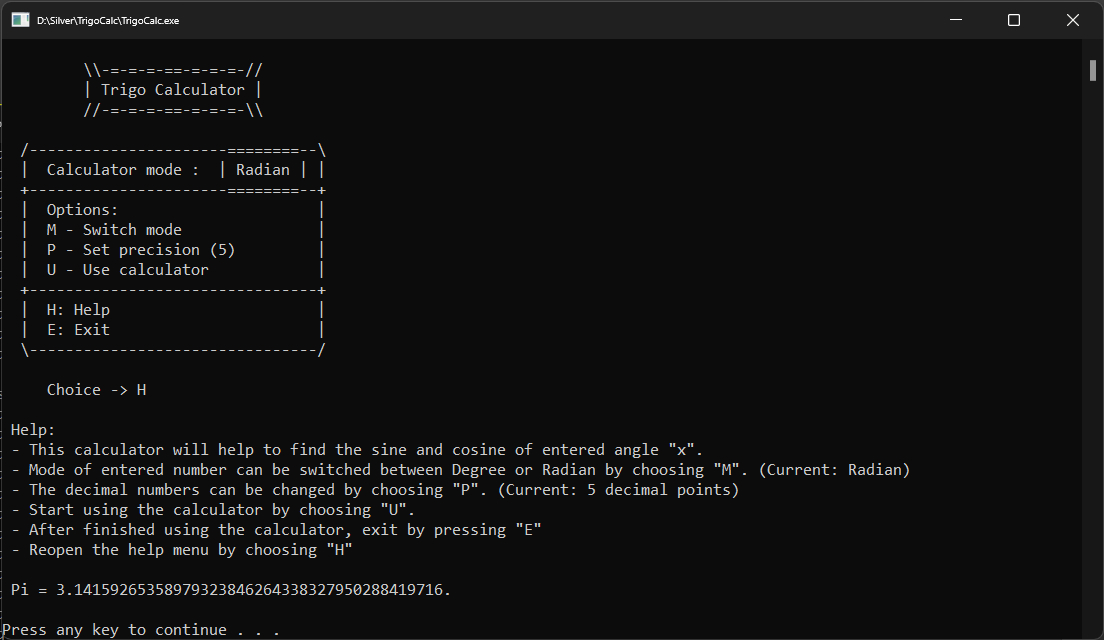 D:\Silver\TrigoCalc\TrigoCalc.exe
\\-=-=-=-==-=-=-=-//
| Trigo Calculator |
//-=-=-=-==-=-=-=-\\
/----------------------========--\
|  Calculator mode :  | Radian | |
+----------------------========--+
|  Options:                      |
|  M - Switch mode               |
|  P - Set precision (5)         |
|  U - Use calculator            |
+--------------------------------+
|  H: Help                       |
|  E: Exit                       |
\--------------------------------/
Choice -> H
Help:
- This calculator will help to find the sine and cosine of entered angle "x".
- Mode of entered number can be switched between Degree or Radian by choosing "M". (Current: Radian)
- The decimal numbers can be changed by choosing "P". (Current: 5 decimal points)
- Start using the calculator by choosing "U".
- After finished using the calculator, exit by pressing "E"
- Reopen the help menu by choosing "H"
Pi = 3.1415926535897932384626433832795028​8419716.
Press any key to continue . . .